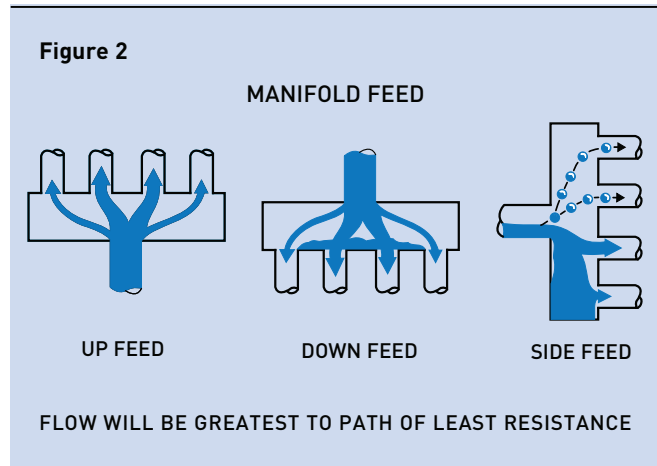 Figure 2
MANIFOLD FEED
UP FEED
DOWN FEED
SIDE FEED
FLOW WILL BE GREATEST TO PATH OF LEAST RESISTANCE